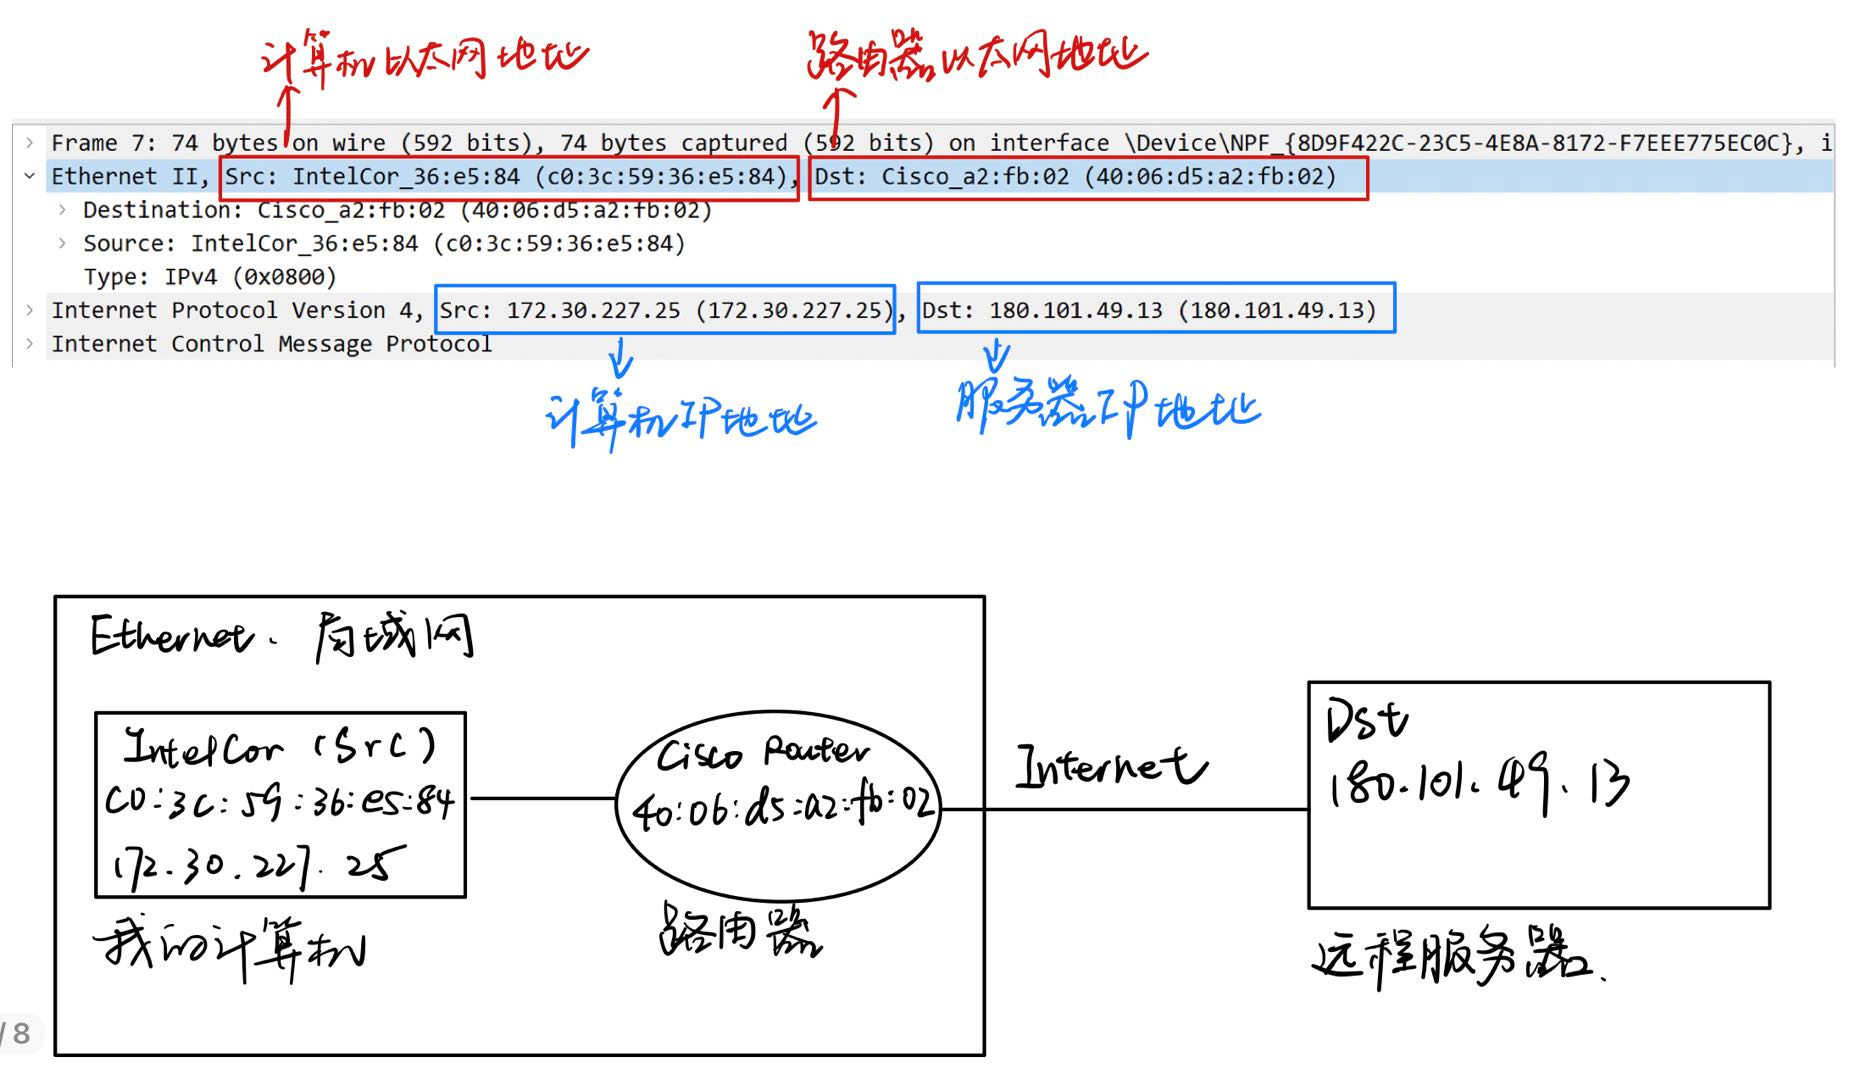 计算机以太网地址
路由器以太网地址
Frame 7: 74 bytes on wire (592 bits), 74 bytes captured (592 bits) on interface \Device\NPF_{8D9F422C-23C5-4E8A-8172-F7EEE775EC0C}, i
Ethernet II, Src: IntelCor_36:e5:84 (c0:3c:59:36:e5:84), Dst: Cisco_a2:fb:02 (40:06:d5:a2:fb:02)
Destination: Cisco_a2:fb:02 (40:06:d5:a2:fb:02)
Source: IntelCor_36:e5:84 (c0:3c:59:36:e5:84)
Type: IPv4 (0x0800)
Internet Protocol Version 4, Src: 172.30.227.25 (172.30.227.25), Dst: 180.101.49.13 (180.101.49.13)
Internet Control Message Protocol
计算机IP地址
服务器IP地址
Ethernet. 局域网
IntelCor (Src)
C0:3C:59:36:e5:84
172.30.227.25
我的计算机
Cisco Router
40:06:d5:a2:fb:02
路由器
Internet
Dst
180.101.49.13
远程服务器.
/8